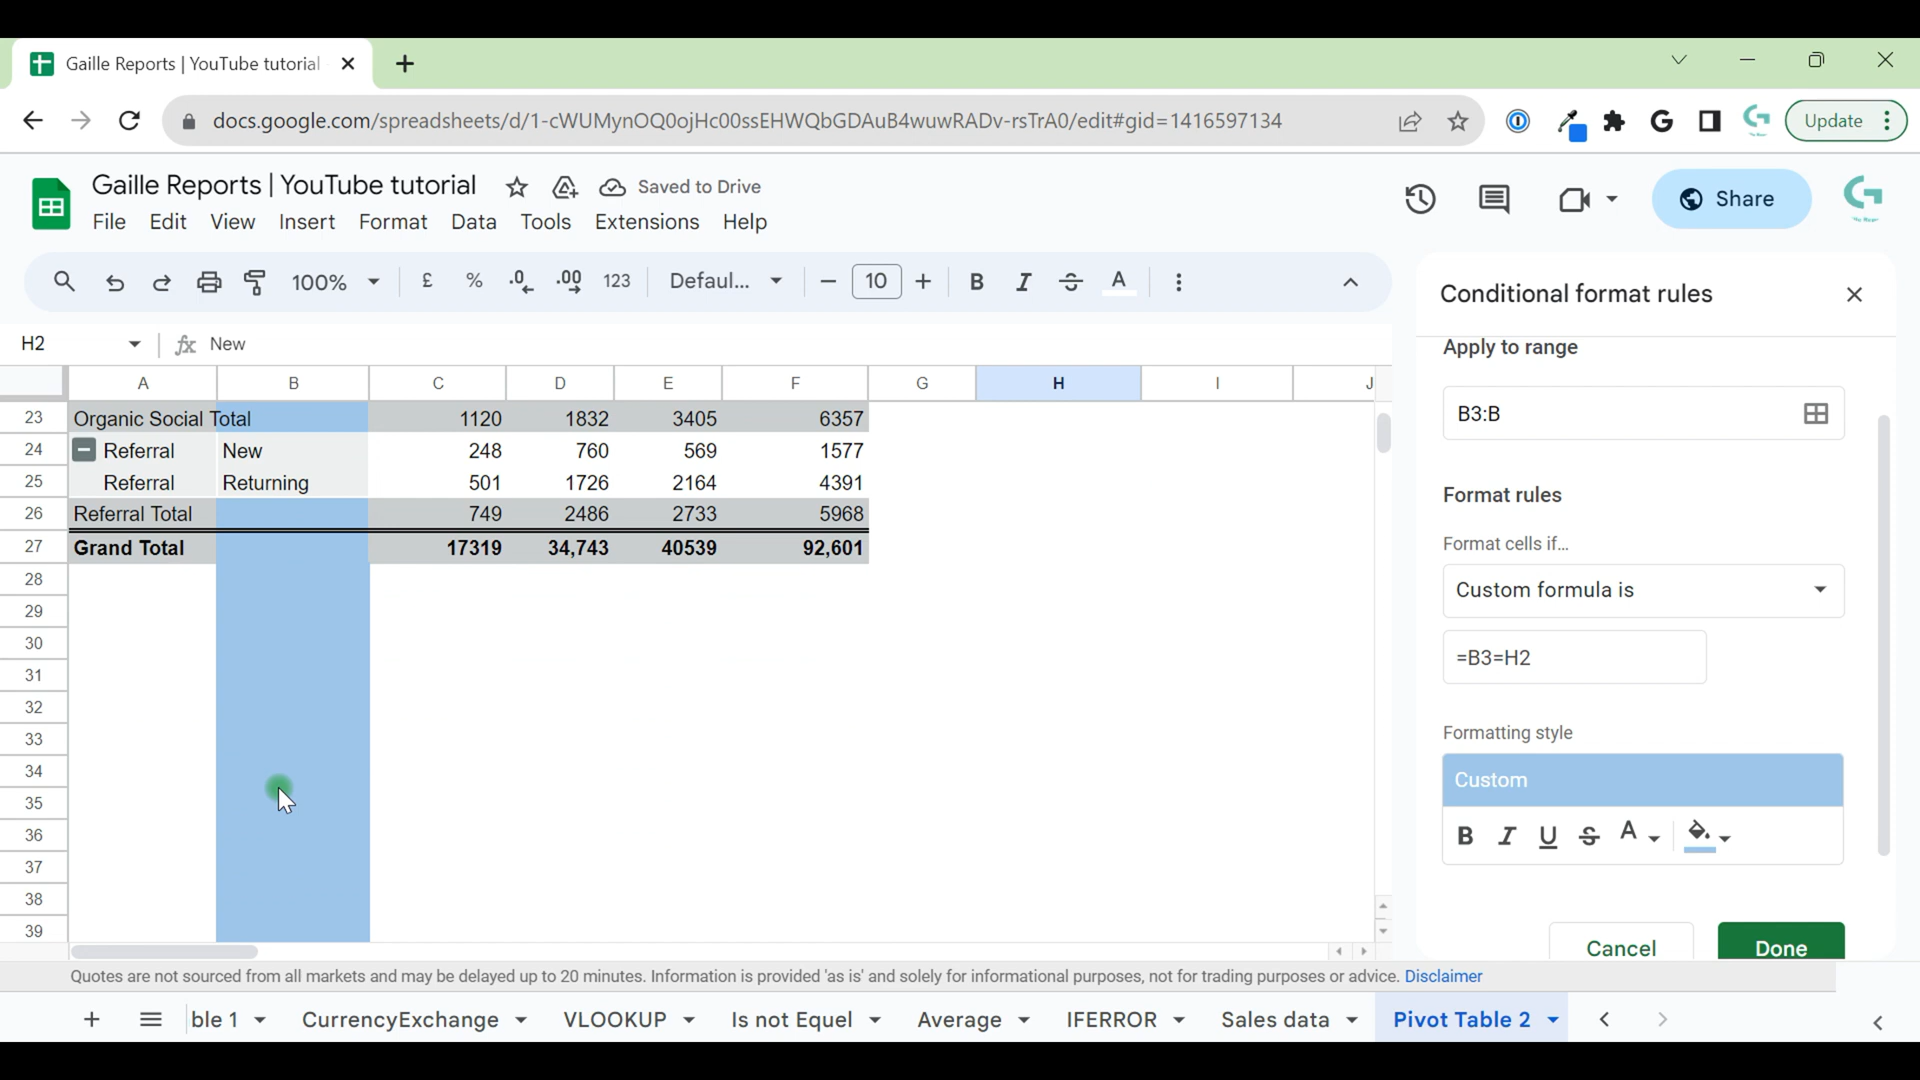 Gaille Reports | YouTube tutorial
docs.google.com/spreadsheets/d/1-cWUMynOQ0ojHc00ssEHWQbGDAuB4wuwRADv-rsTrA0/edit#gid=1416597134
Update
Gaille Reports | YouTube tutorial
Saved to Drive
File Edit View Insert Format Data Tools Extensions Help
Share
100% £ % .0 .00 123 Defaul... 10 B I S A
Conditional format rules
H2 New
Apply to range
A B C D E F G H I J
B3:B
23 Organic Social Total 1120 1832 3405 6357
24 Referral New 248 760 569 1577
25 Referral Returning 501 1726 2164 4391
26 Referral Total 749 2486 2733 5968
27 Grand Total 17319 34,743 40539 92,601
28
29
30
31
32
33
34
35
36
37
38
39
Format rules
Format cells if...
Custom formula is
=B3=H2
Formatting style
Custom
B I U S A
Cancel Done
Quotes are not sourced from all markets and may be delayed up to 20 minutes. Information is provided 'as is' and solely for informational purposes, not for trading purposes or advice. Disclaimer
ble 1 CurrencyExchange VLOOKUP Is not Equel Average IFERROR Sales data Pivot Table 2